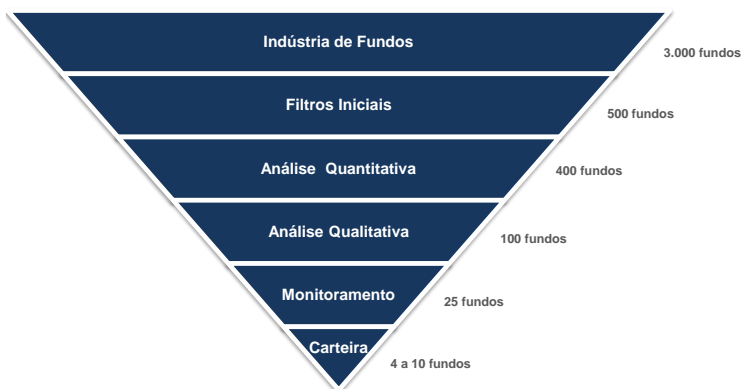 Indústria de Fundos
3.000 fundos
Filtros Iniciais
500 fundos
Análise Quantitativa
400 fundos
Análise Qualitativa
100 fundos
Monitoramento
25 fundos
Carteira
4 a 10 fundos